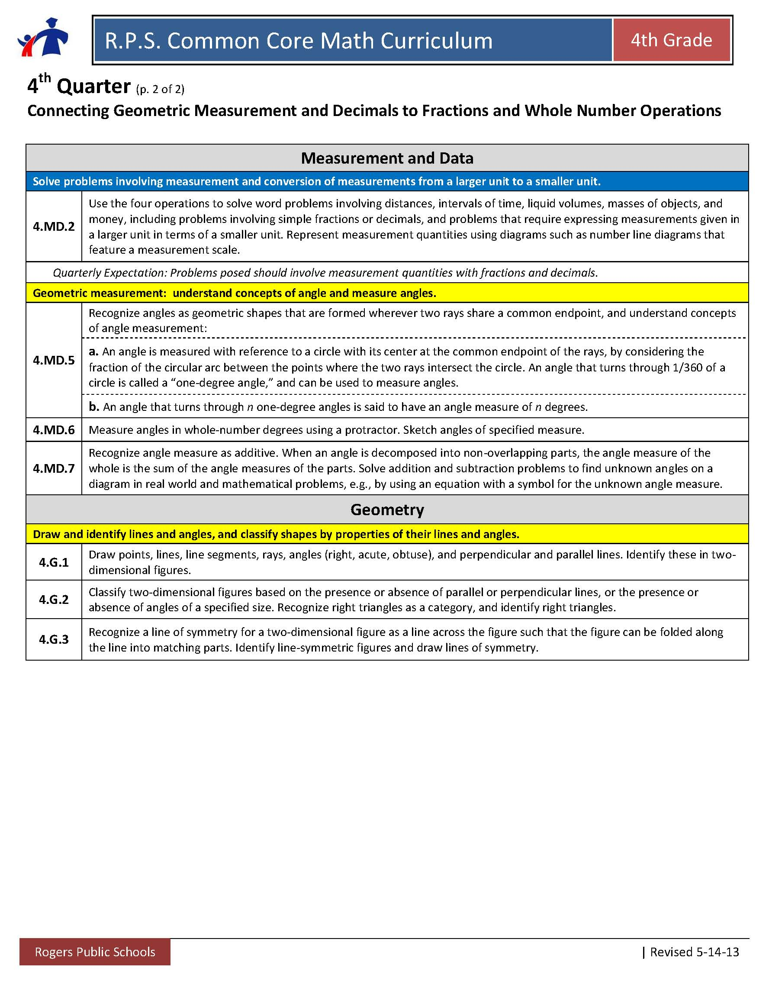 R.P.S. Common Core Math Curriculum
4th Grade
4th Quarter (p. 2 of 2)
Connecting Geometric Measurement and Decimals to Fractions and Whole Number Operations
Measurement and Data
Solve problems involving measurement and conversion of measurements from a larger unit to a smaller unit.
4.MD.2
Use the four operations to solve word problems involving distances, intervals of time, liquid volumes, masses of objects, and
money, including problems involving simple fractions or decimals, and problems that require expressing measurements given in
a larger unit in terms of a smaller unit. Represent measurement quantities using diagrams such as number line diagrams that
feature a measurement scale.
Quarterly Expectation: Problems posed should involve measurement quantities with fractions and decimals.
Geometric measurement:  understand concepts of angle and measure angles.
4.MD.5
Recognize angles as geometric shapes that are formed wherever two rays share a common endpoint, and understand concepts
of angle measurement:
a. An angle is measured with reference to a circle with its center at the common endpoint of the rays, by considering the
fraction of the circular arc between the points where the two rays intersect the circle. An angle that turns through 1/360 of a
circle is called a “one-degree angle,” and can be used to measure angles.
b. An angle that turns through n one-degree angles is said to have an angle measure of n degrees.
4.MD.6
Measure angles in whole-number degrees using a protractor. Sketch angles of specified measure.
4.MD.7
Recognize angle measure as additive. When an angle is decomposed into non-overlapping parts, the angle measure of the
whole is the sum of the angle measures of the parts. Solve addition and subtraction problems to find unknown angles on a
diagram in real world and mathematical problems, e.g., by using an equation with a symbol for the unknown angle measure.
Geometry
Draw and identify lines and angles, and classify shapes by properties of their lines and angles.
4.G.1
Draw points, lines, line segments, rays, angles (right, acute, obtuse), and perpendicular and parallel lines. Identify these in two-
dimensional figures.
4.G.2
Classify two-dimensional figures based on the presence or absence of parallel or perpendicular lines, or the presence or
absence of angles of a specified size. Recognize right triangles as a category, and identify right triangles.
4.G.3
Recognize a line of symmetry for a two-dimensional figure as a line across the figure such that the figure can be folded along
the line into matching parts. Identify line-symmetric figures and draw lines of symmetry.
Rogers Public Schools
| Revised 5-14-13